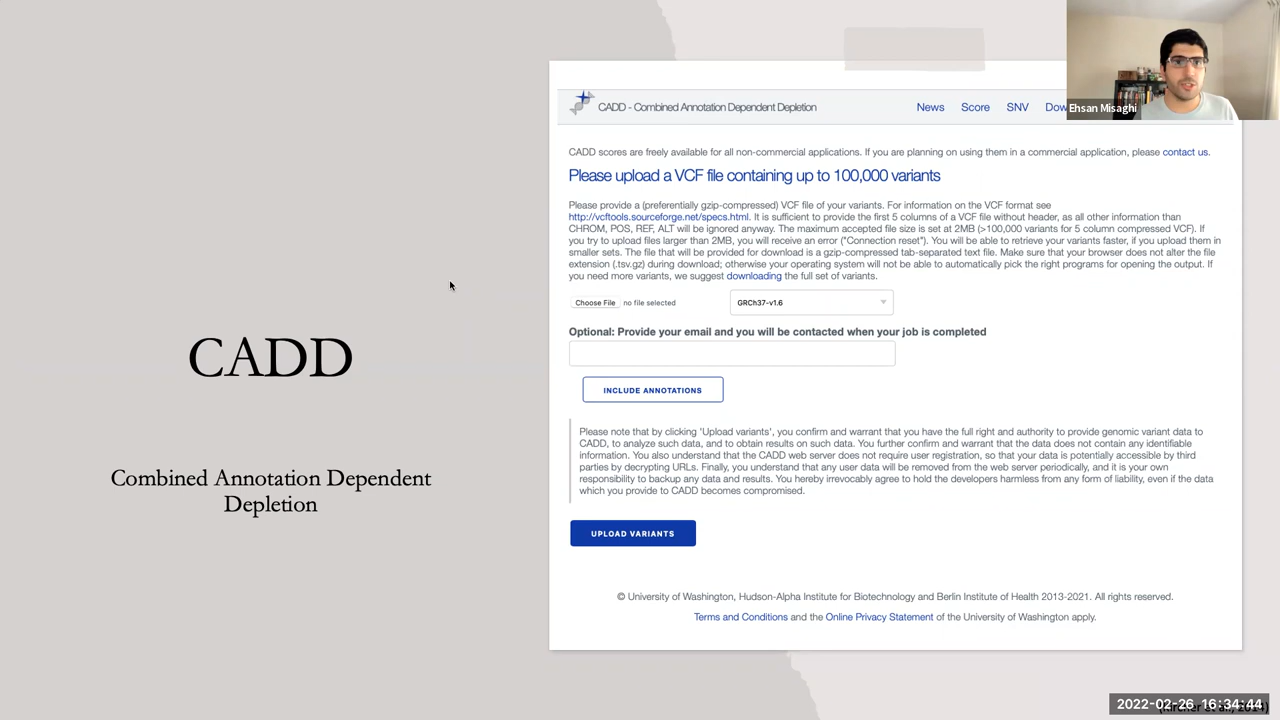 CADD
Combined Annotation Dependent
Depletion
CADD - Combined Annotation Dependent Depletion
News Score SNV
CADD scores are freely available for all non-commercial applications. If you are planning on using them in a commercial application, please contact us.
Please upload a VCF file containing up to 100,000 variants
Please provide a (preferentially gzip-compressed) VCF file of your variants. For information on the VCF format see
http://vcftools.sourceforge.net/specs.html. It is sufficient to provide the first 5 columns of a VCF file without header, as all other information than
CHROM, POS, REF, ALT will be ignored anyway. The maximum accepted file size is set at 2MB (>100,000 variants for 5 column compressed VCF). If
you try to upload files larger than 2MB, you will receive an error ("Connection reset"). You will be able to retrieve your variants faster, if you upload them in
smaller sets. The file that will be provided for download is a gzip-compressed tab-separated text file. Make sure that your browser does not alter the file
extension (.tsv.gz) during download; otherwise your operating system will not be able to automatically pick the right programs for opening the output. If
you need more variants, we suggest downloading the full set of variants.
Choose File no file selected GRCh37-v1.6
Optional: Provide your email and you will be contacted when your job is completed
INCLUDE ANNOTATIONS
Please note that by clicking 'Upload variants', you confirm and warrant that you have the full right and authority to provide genomic variant data to
CADD, to analyze such data, and to obtain results on such data. You further confirm and warrant that the data does not contain any identifiable
information. You also understand that the CADD web server does not require user registration, so that your data is potentially accessible by third
parties by decrypting URLs. Finally, you understand that any user data will be removed from the web server periodically, and it is your own
responsibility to backup any data and results. You hereby irrevocably agree to hold the developers harmless from any form of liability, even if the data
which you provide to CADD becomes compromised.
UPLOAD VARIANTS
© University of Washington, Hudson-Alpha Institute for Biotechnology and Berlin Institute of Health 2013-2021. All rights reserved.
Terms and Conditions and the Online Privacy Statement of the University of Washington apply.
Ehsan Misaghi
2022-02-26 16:34:44